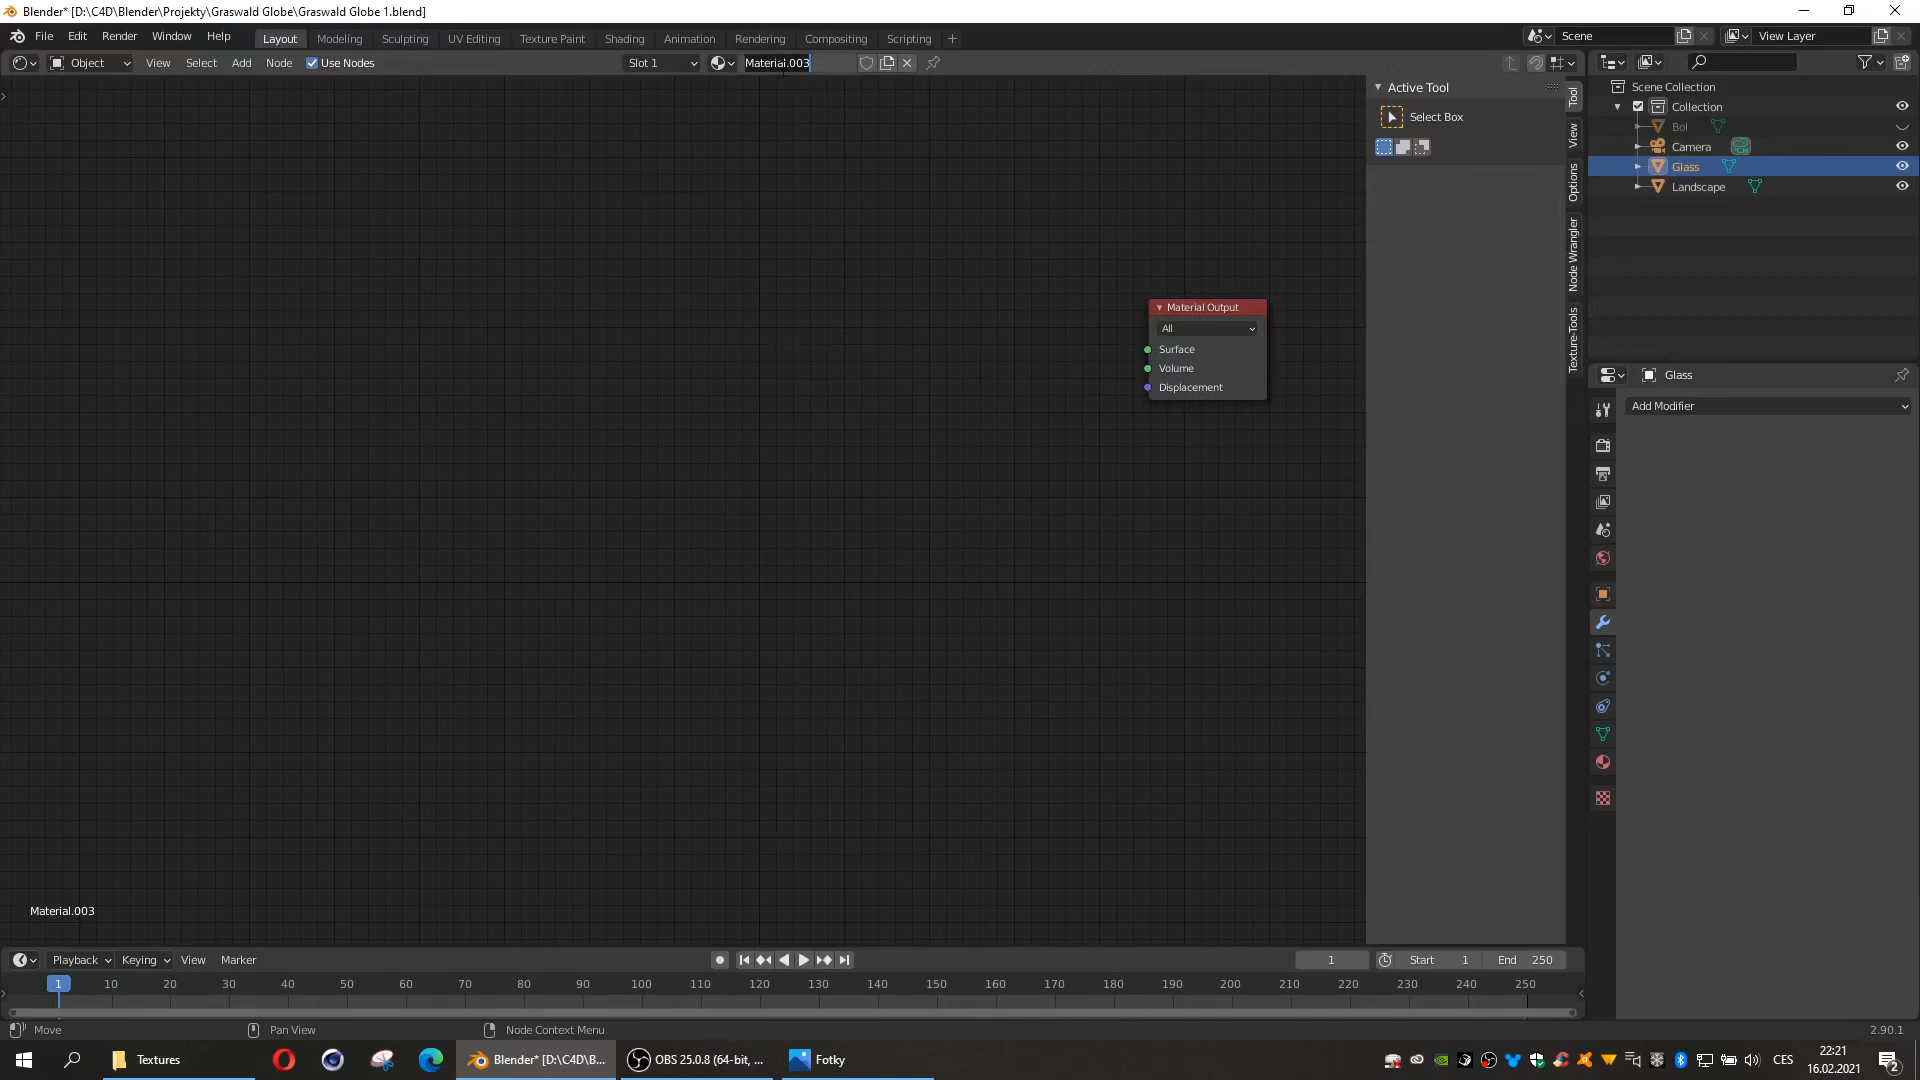 Blender* [D:\C4D\Blender\Projekty\Graswald Globe\Graswald Globe 1.blend]
File Edit Render Window Help Layout Modeling Sculpting UV Editing Texture Paint Shading Animation Rendering Compositing Scripting + Scene View Layer
Object View Select Add Node Use Nodes Slot 1 Material.003
Active Tool
Select Box
Tool
View
Options
Node Wrangler
Texture-Tools
Scene Collection
Collection
Bol
Camera
Glass
Landscape
Material Output
All
Surface
Volume
Displacement
Glass
Add Modifier
Material.003
Playback Keying View Marker 1 Start 1 End 250
1 10 20 30 40 50 60 70 80 90 100 110 120 130 140 150 160 170 180 190 200 210 220 230 240 250
Move Pan View Node Context Menu 2.90.1
Textures Blender* [D:\C4D\B... OBS 25.0.8 (64-bit, ... Fotky CES 22:21
16.02.2021
2